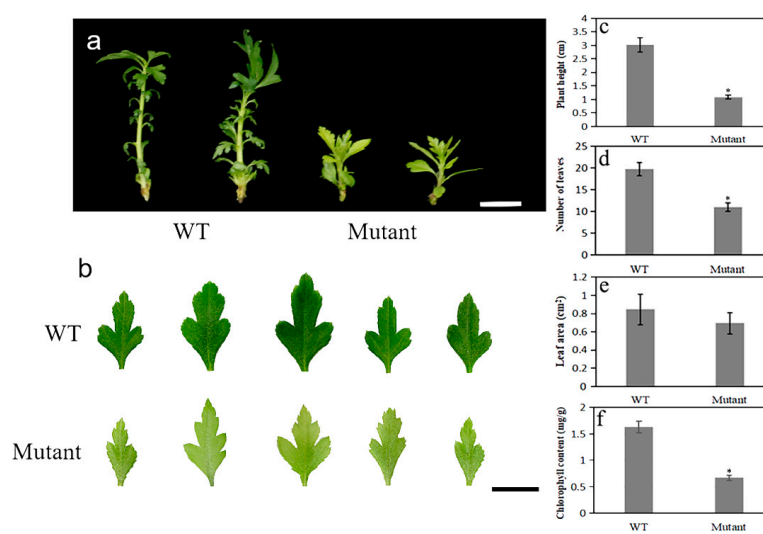 a
WT Mutant
b
WT
Mutant
c
Plant height (cm)
4
3.5
3
2.5
2
1.5
1
0.5
0
*
WT Mutant
d
Number of leaves
25
20
15
10
5
0
*
WT Mutant
e
Leaf area (cm²)
1.2
1
0.8
0.6
0.4
0.2
0
WT Mutant
f
Chlorophyll content (mg/g)
2
1.5
1
0.5
0
*
WT Mutant